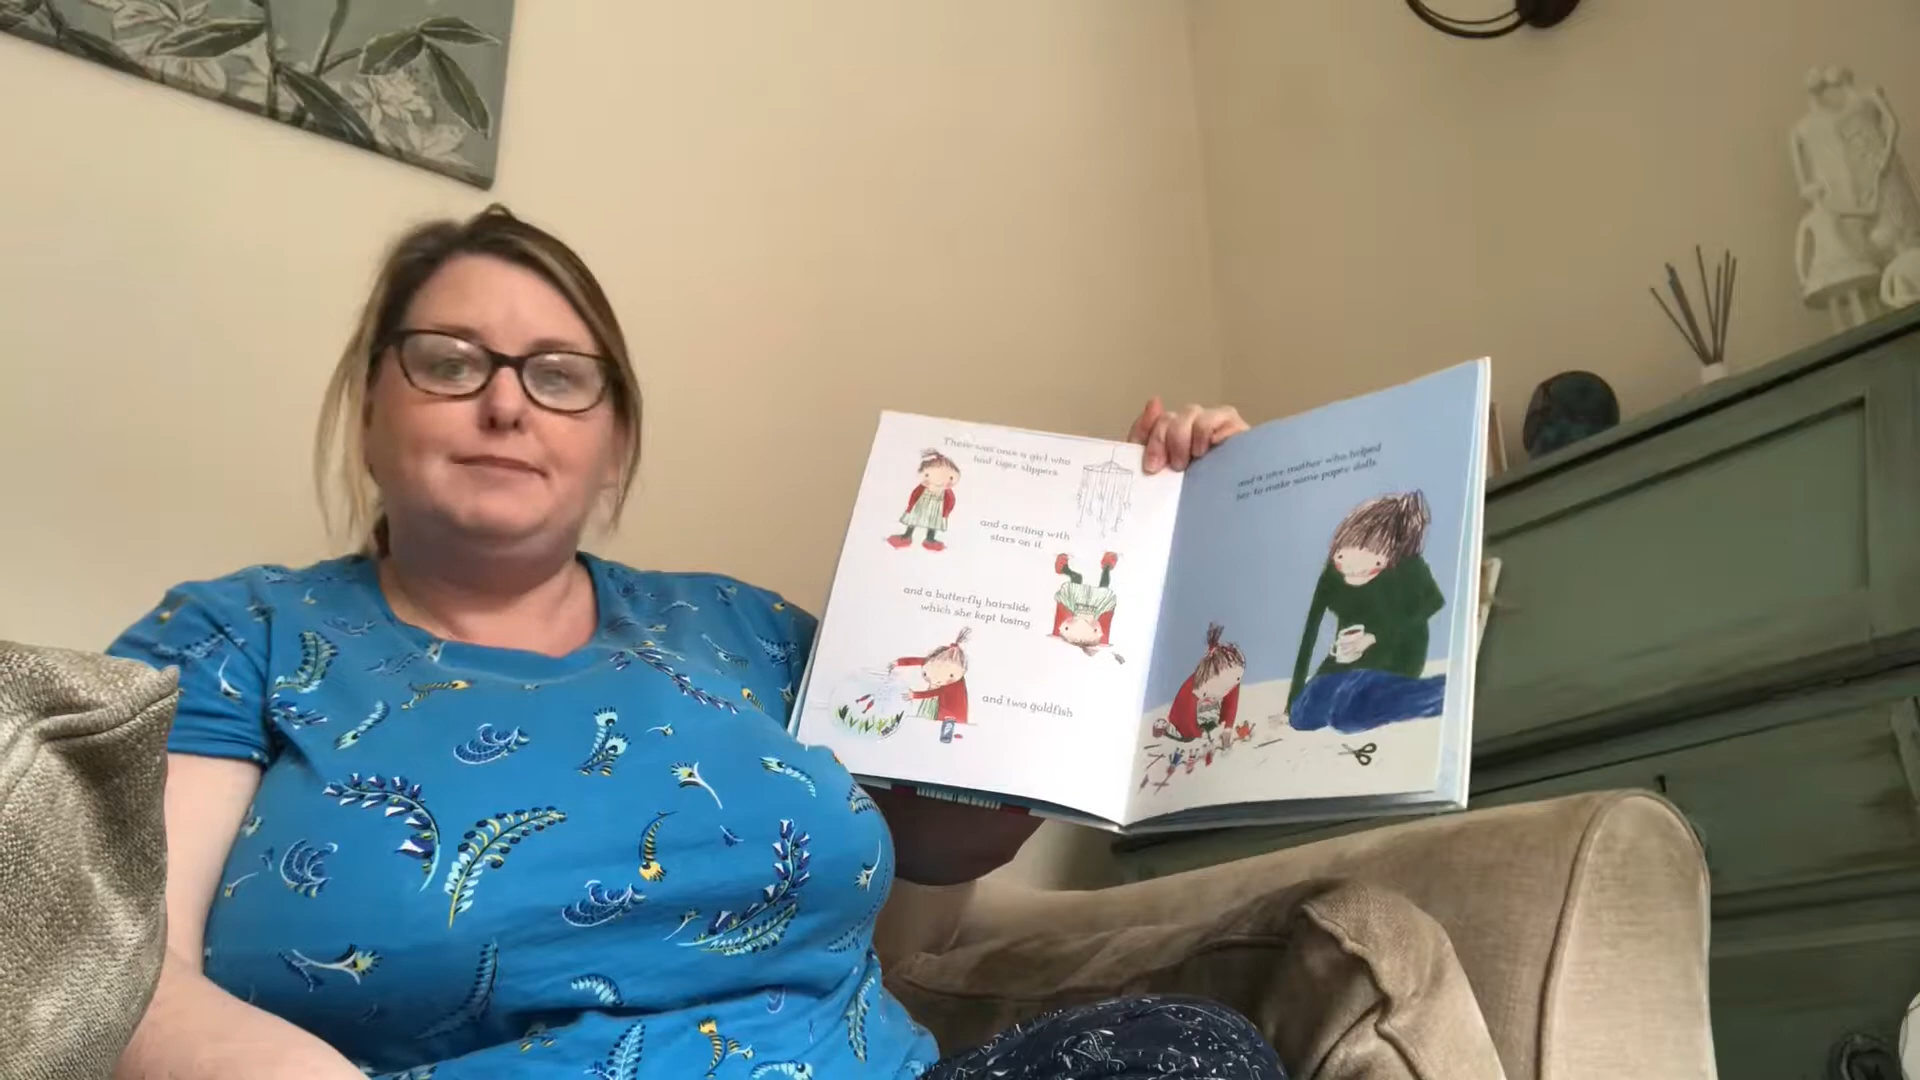 There was once a girl who
had tiger slippers
and a ceiling with
stars on it
and a butterfly hairslide
which she kept losing
and two goldfish
and a nice mother who helped
her to make some paper dolls.